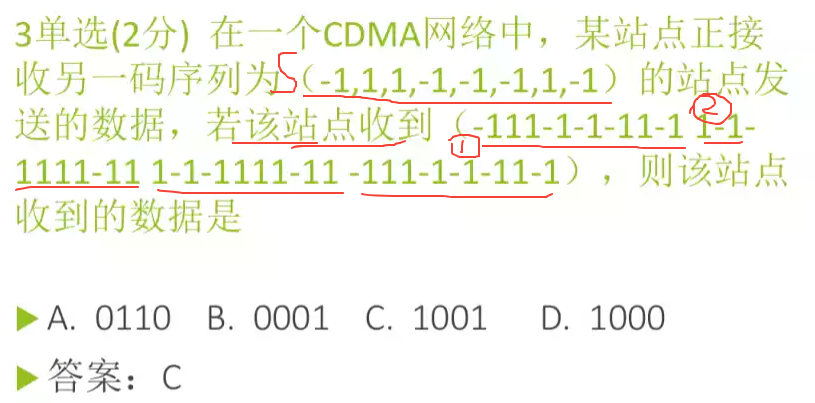 3单选(2分) 在一个CDMA网络中，某站点正接
收另一码序列为（-1,1,1,-1,-1,-1,1,-1）的站点发
送的数据，若该站点收到（-111-1-1-11-1 1-1-
1111-11 1-1-1111-11 -111-1-1-11-1），则该站点
收到的数据是
A. 0110 B. 0001 C. 1001 D. 1000
答案：C
S
②
1